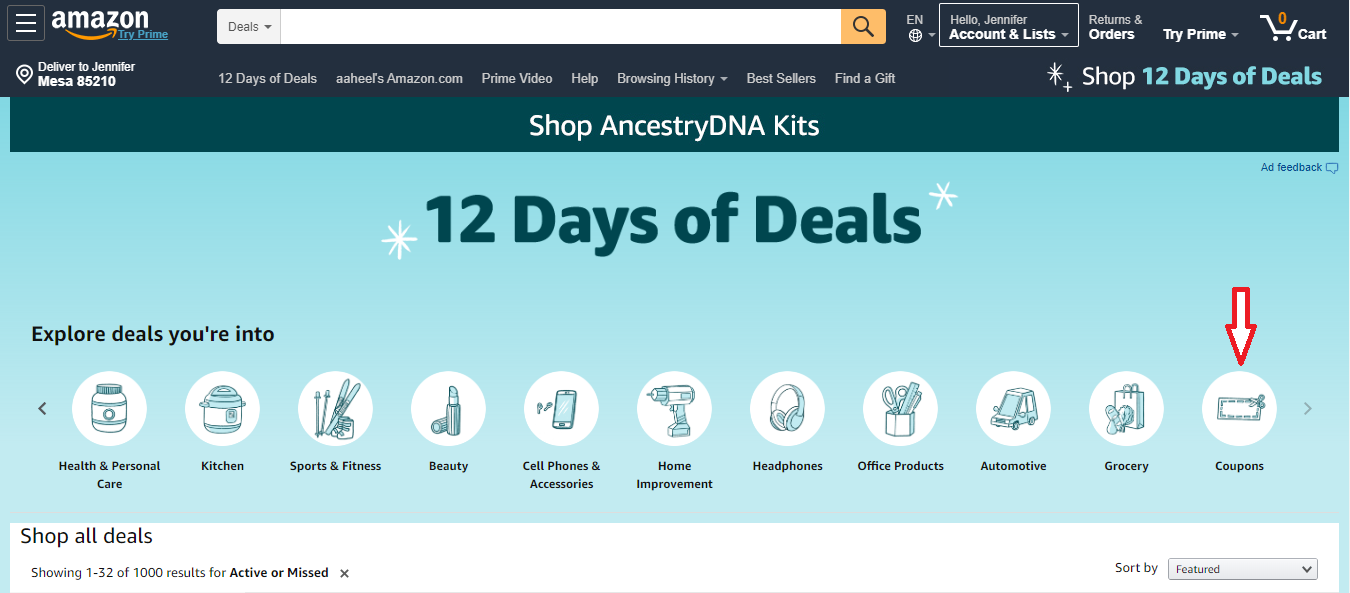 amazon
Try Prime
Deals
EN
Hello, Jennifer
Account & Lists
Returns &
Orders
Try Prime
0
Cart
Deliver to Jennifer
Mesa 85210
12 Days of Deals
aaheel's Amazon.com
Prime Video
Help
Browsing History
Best Sellers
Find a Gift
Shop 12 Days of Deals
Shop AncestryDNA Kits
Ad feedback
12 Days of Deals
Explore deals you're into
Health & Personal
Care
Kitchen
Sports & Fitness
Beauty
Cell Phones &
Accessories
Home
Improvement
Headphones
Office Products
Automotive
Grocery
Coupons
Shop all deals
Showing 1-32 of 1000 results for Active or Missed
Sort by
Featured